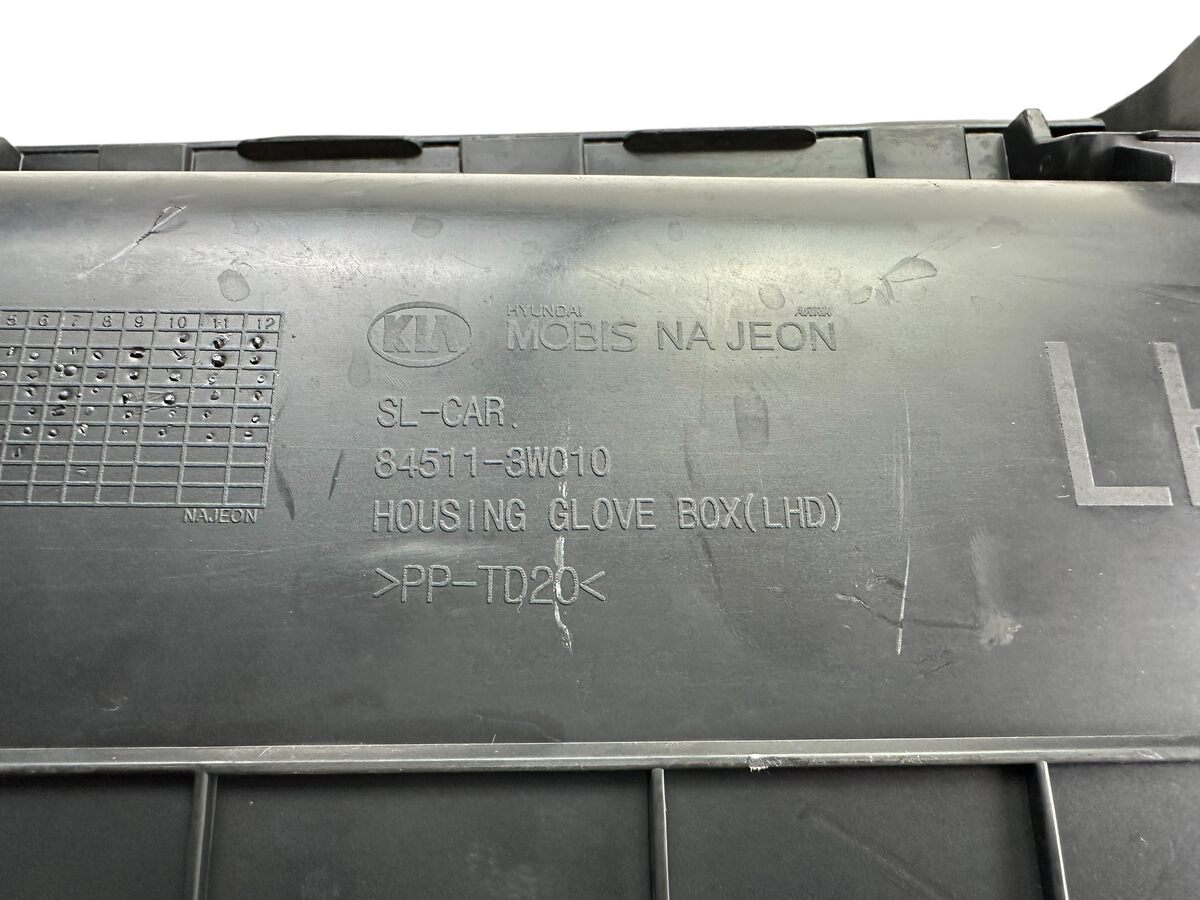 5 6 7 8 9 10 11 12
NAJEON
KIA
HYUNDAI
MOBIS NA JEON
SL-CAR.
84511-3W010
HOUSING GLOVE BOX(LHD)
>PP-TD20<